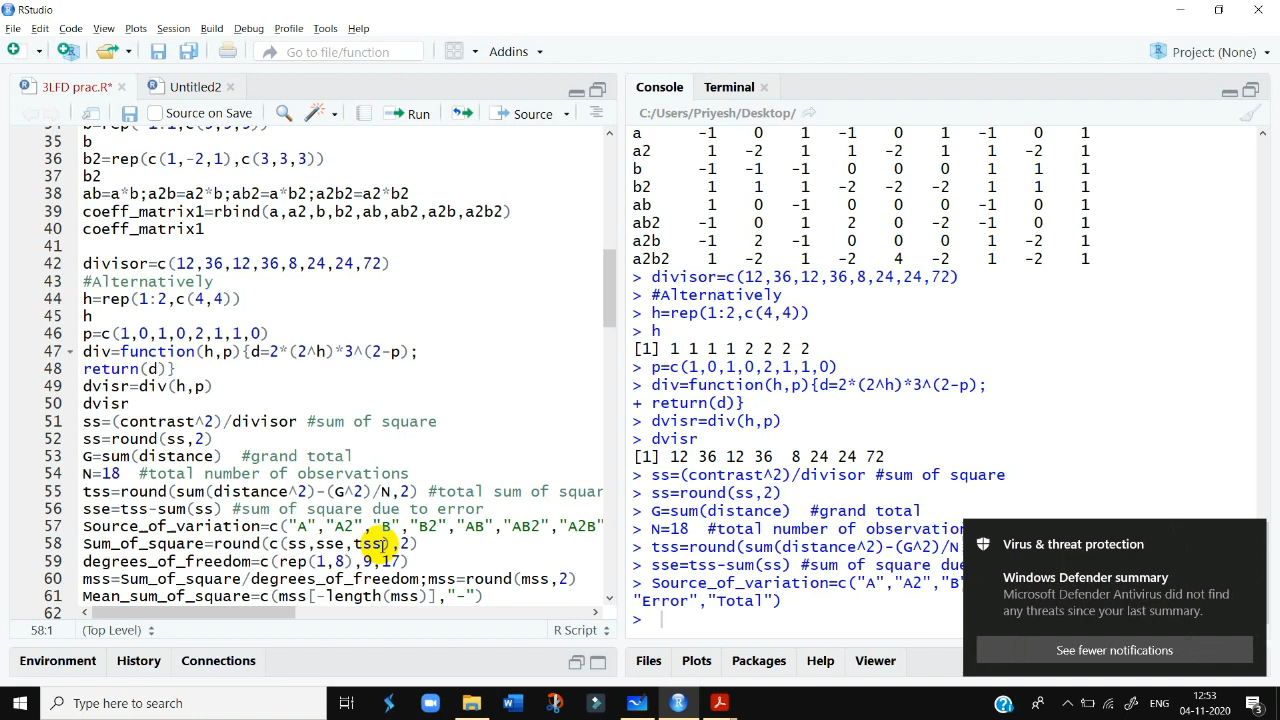 RStudio
File Edit Code View Plots Session Build Debug Profile Tools Help
Go to file/function Addins Project: (None)
3LFD prac.R* Untitled2
Source on Save Run Source
35 b
36 b2=rep(c(1,-2,1),c(3,3,3))
37 b2
38 ab=a*b;a2b=a2*b;ab2=a*b2;a2b2=a2*b2
39 coeff_matrix1=rbind(a,a2,b,b2,ab,ab2,a2b,a2b2)
40 coeff_matrix1
41
42 divisor=c(12,36,12,36,8,24,24,72)
43 #Alternatively
44 h=rep(1:2,c(4,4))
45 h
46 p=c(1,0,1,0,2,1,1,0)
47 div=function(h,p){d=2*(2^h)*3^(2-p);
48 return(d)}
49 dvisr=div(h,p)
50 dvisr
51 ss=(contrast^2)/divisor #sum of square
52 ss=round(ss,2)
53 G=sum(distance) #grand total
54 N=18 #total number of observations
55 tss=round(sum(distance^2)-(G^2)/N,2) #total sum of squar
56 sse=tss-sum(ss) #sum of square due to error
57 Source_of_variation=c("A","A2","B","B2","AB","AB2","A2B"
58 Sum_of_square=round(c(ss,sse,tss),2)
59 degrees_of_freedom=c(rep(1,8),9,17)
60 mss=Sum_of_square/degrees_of_freedom;mss=round(mss,2)
61 Mean_sum_of_square=c(mss[-length(mss)],"-")
62
58:1 (Top Level) R Script
Environment History Connections
Console Terminal
C:/Users/Priyesh/Desktop/
a -1 0 1 -1 0 1 -1 0 1
a2 1 -2 1 1 -2 1 1 -2 1
b -1 -1 -1 0 0 0 1 1 1
b2 1 1 1 -2 -2 -2 1 1 1
ab 1 0 -1 0 0 0 -1 0 1
ab2 -1 0 1 2 0 -2 -1 0 1
a2b -1 2 -1 0 0 0 1 -2 1
a2b2 1 -2 1 -2 4 -2 1 -2 1
> divisor=c(12,36,12,36,8,24,24,72)
> #Alternatively
> h=rep(1:2,c(4,4))
> h
[1] 1 1 1 1 2 2 2 2
> p=c(1,0,1,0,2,1,1,0)
> div=function(h,p){d=2*(2^h)*3^(2-p);
+ return(d)}
> dvisr=div(h,p)
> dvisr
[1] 12 36 12 36 8 24 24 72
> ss=(contrast^2)/divisor #sum of square
> ss=round(ss,2)
> G=sum(distance) #grand total
> N=18 #total number of observation
> tss=round(sum(distance^2)-(G^2)/N
> sse=tss-sum(ss) #sum of square due
> Source_of_variation=c("A","A2","B"
"Error","Total")
>
Files Plots Packages Help Viewer
Virus & threat protection
Windows Defender summary
Microsoft Defender Antivirus did not
find any threats since your last summary.
See fewer notifications
Type here to search
ENG
12:53
04-11-2020
3